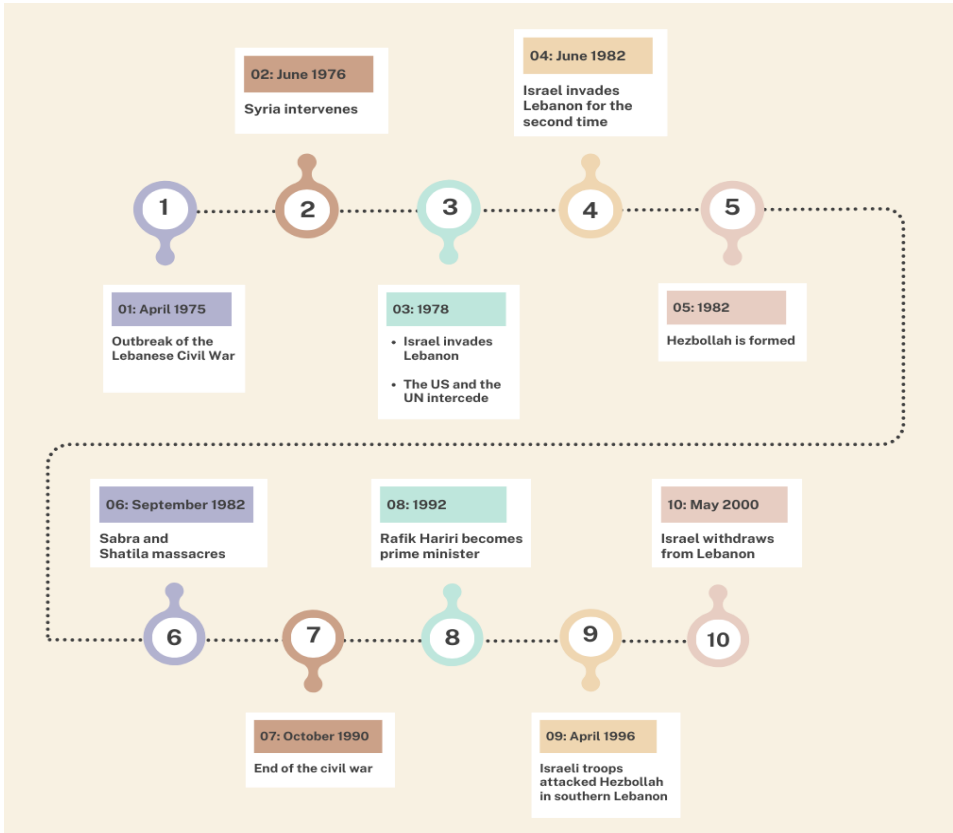 1
01: April 1975
Outbreak of the
Lebanese Civil War
02: June 1976
Syria intervenes
2
3
03: 1978
• Israel invades
Lebanon
• The US and the
UN intercede
04: June 1982
Israel invades
Lebanon for the
second time
4
5
05: 1982
Hezbollah is formed
06: September 1982
Sabra and
Shatila massacres
6
7
07: October 1990
End of the civil war
08: 1992
Rafik Hariri becomes
prime minister
8
9
09: April 1996
Israeli troops
attacked Hezbollah
in southern Lebanon
10: May 2000
Israel withdraws
from Lebanon
10